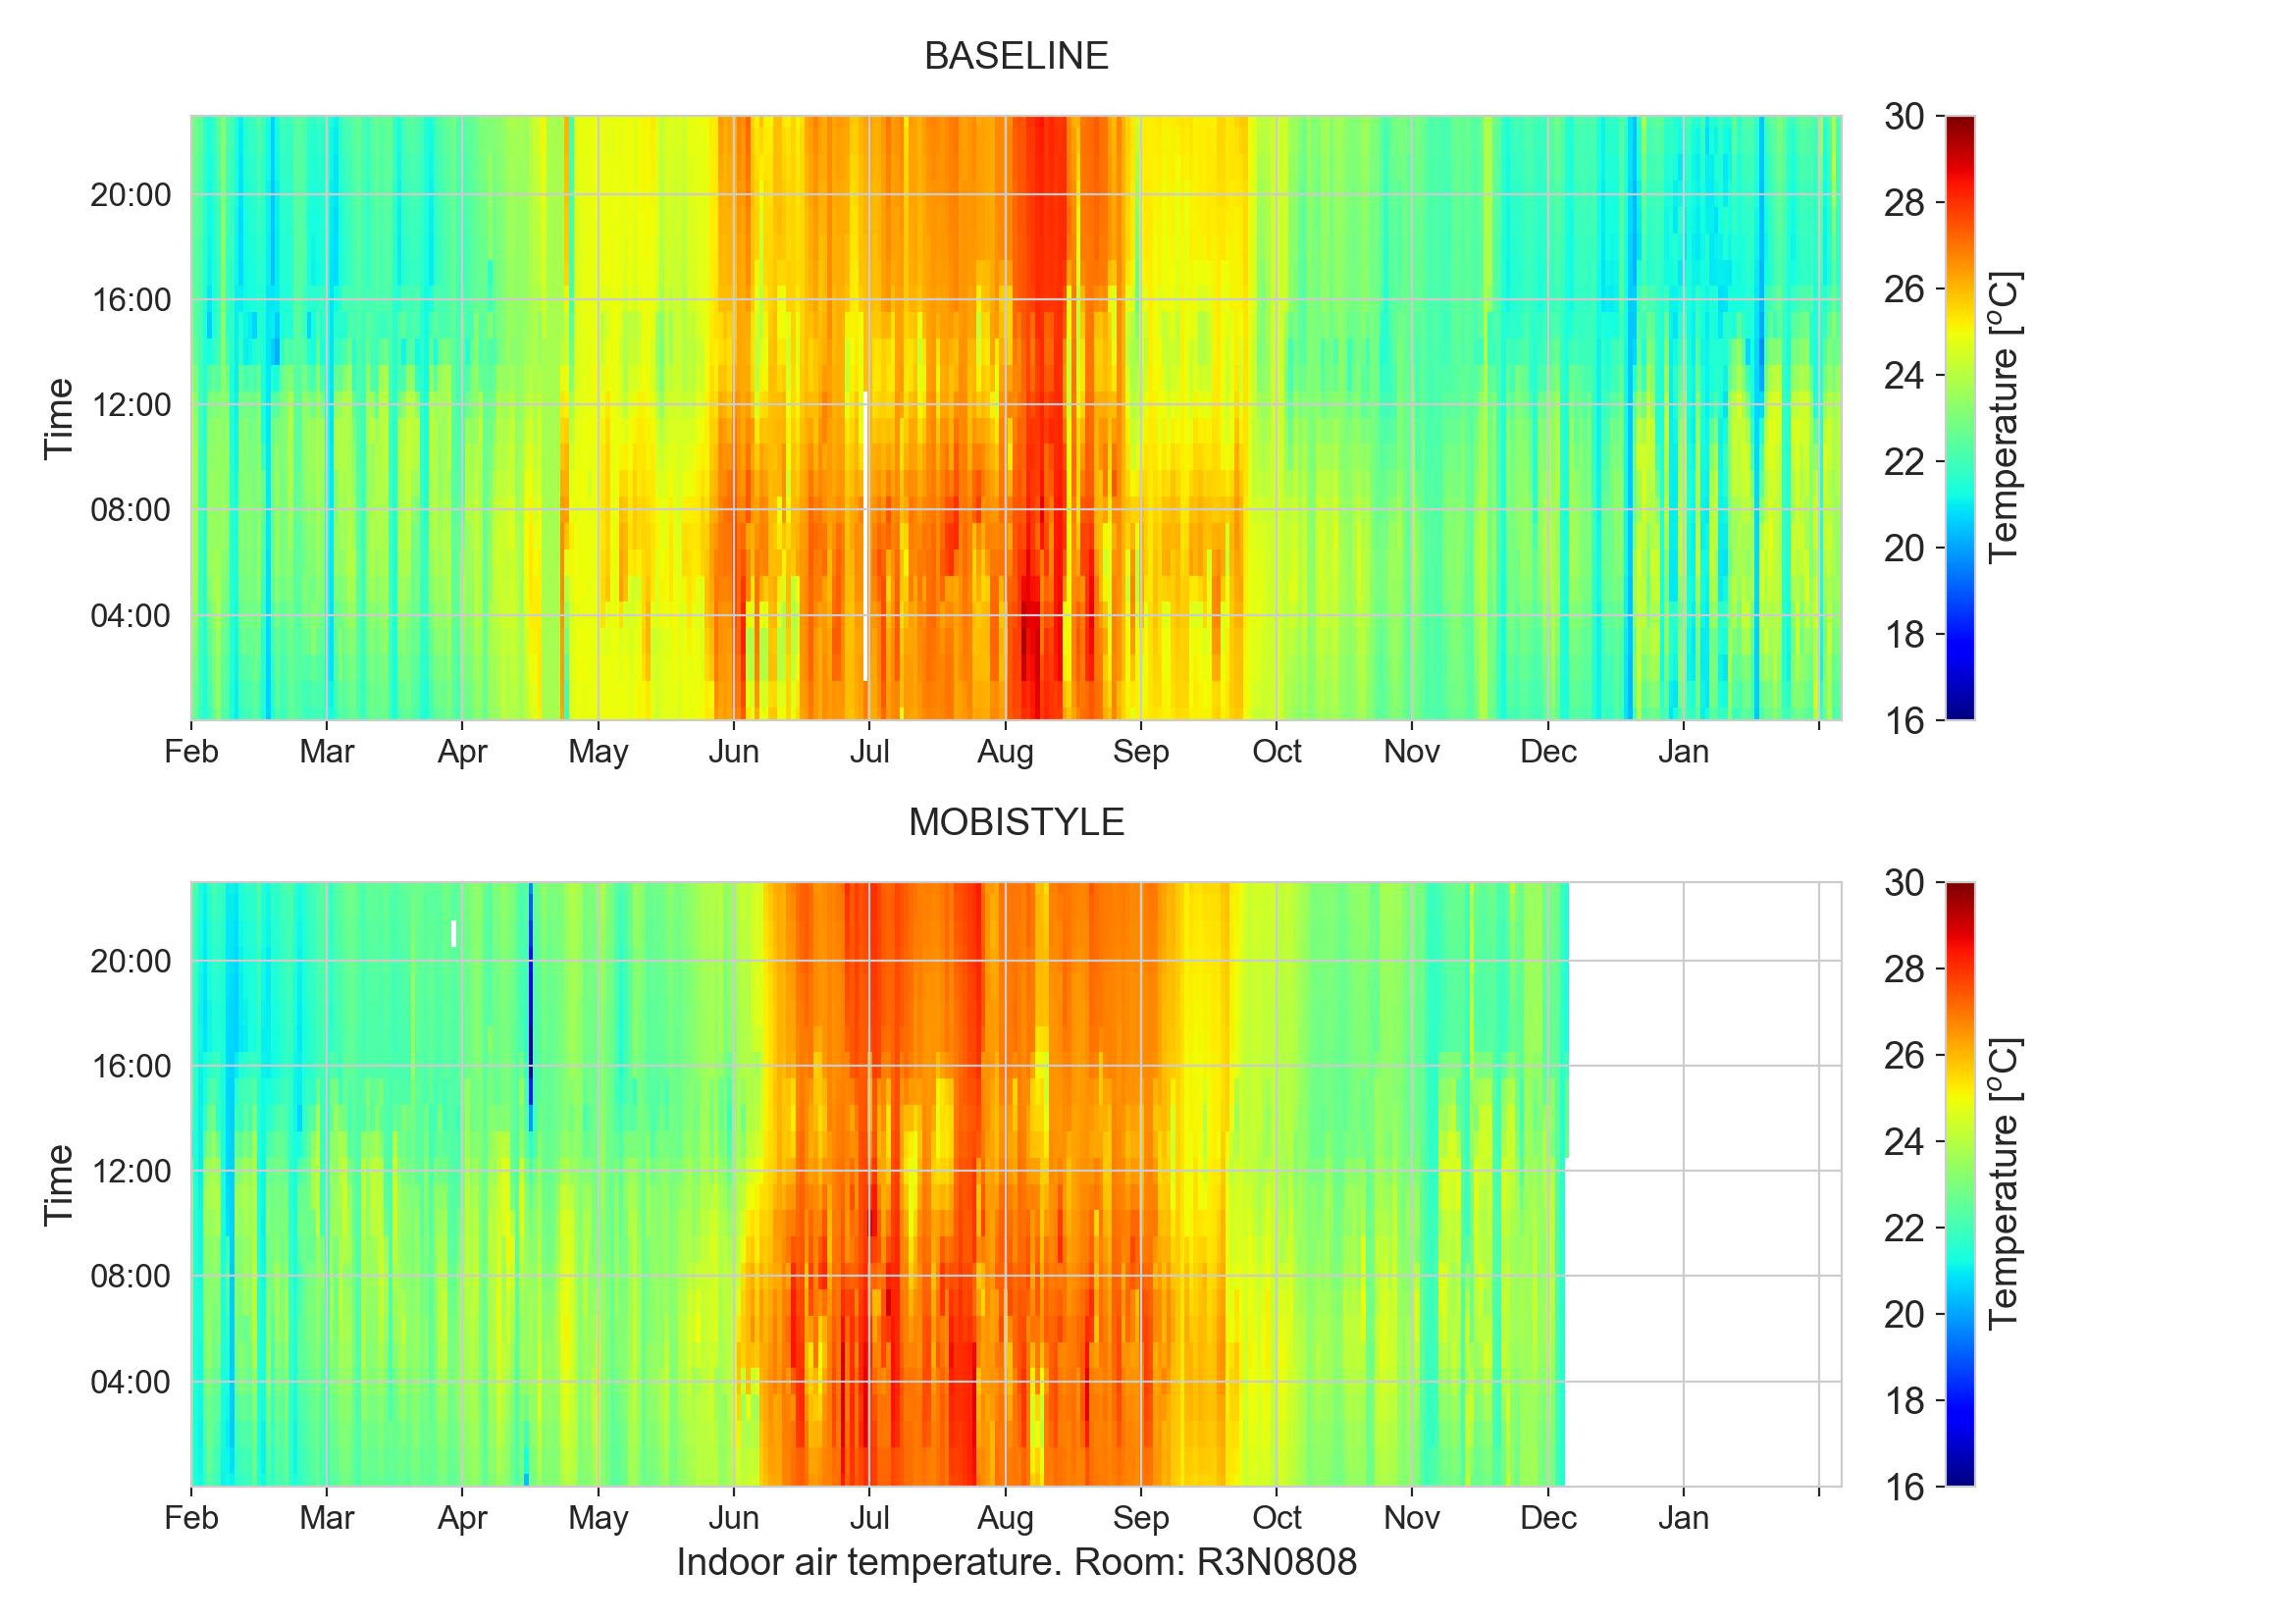 BASELINE
30
28
26
24
22
20
18
16
Temperature [°C]
20:00
16:00
12:00
08:00
04:00
Time
Feb Mar Apr May Jun Jul Aug Sep Oct Nov Dec Jan
MOBISTYLE
30
28
26
24
22
20
18
16
Temperature [°C]
20:00
16:00
12:00
08:00
04:00
Time
Feb Mar Apr May Jun Jul Aug Sep Oct Nov Dec Jan
Indoor air temperature. Room: R3N0808